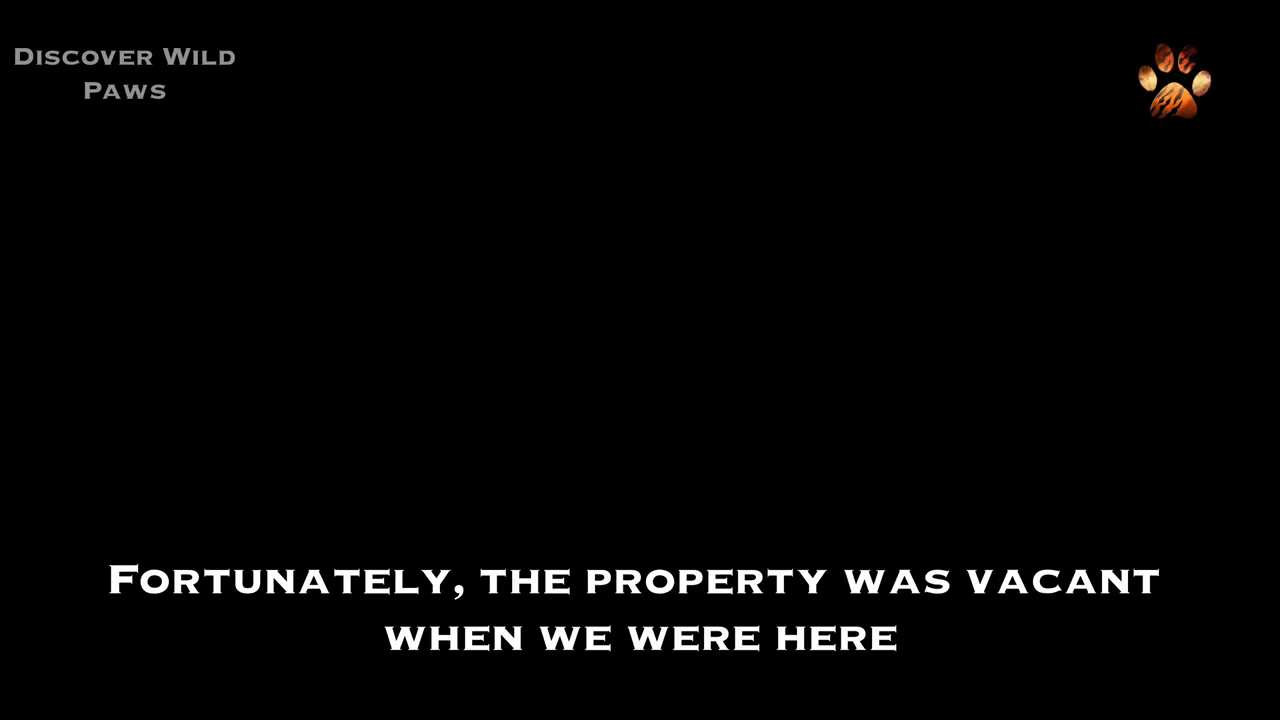 Discover Wild
Paws
Fortunately, the property was vacant
when we were here